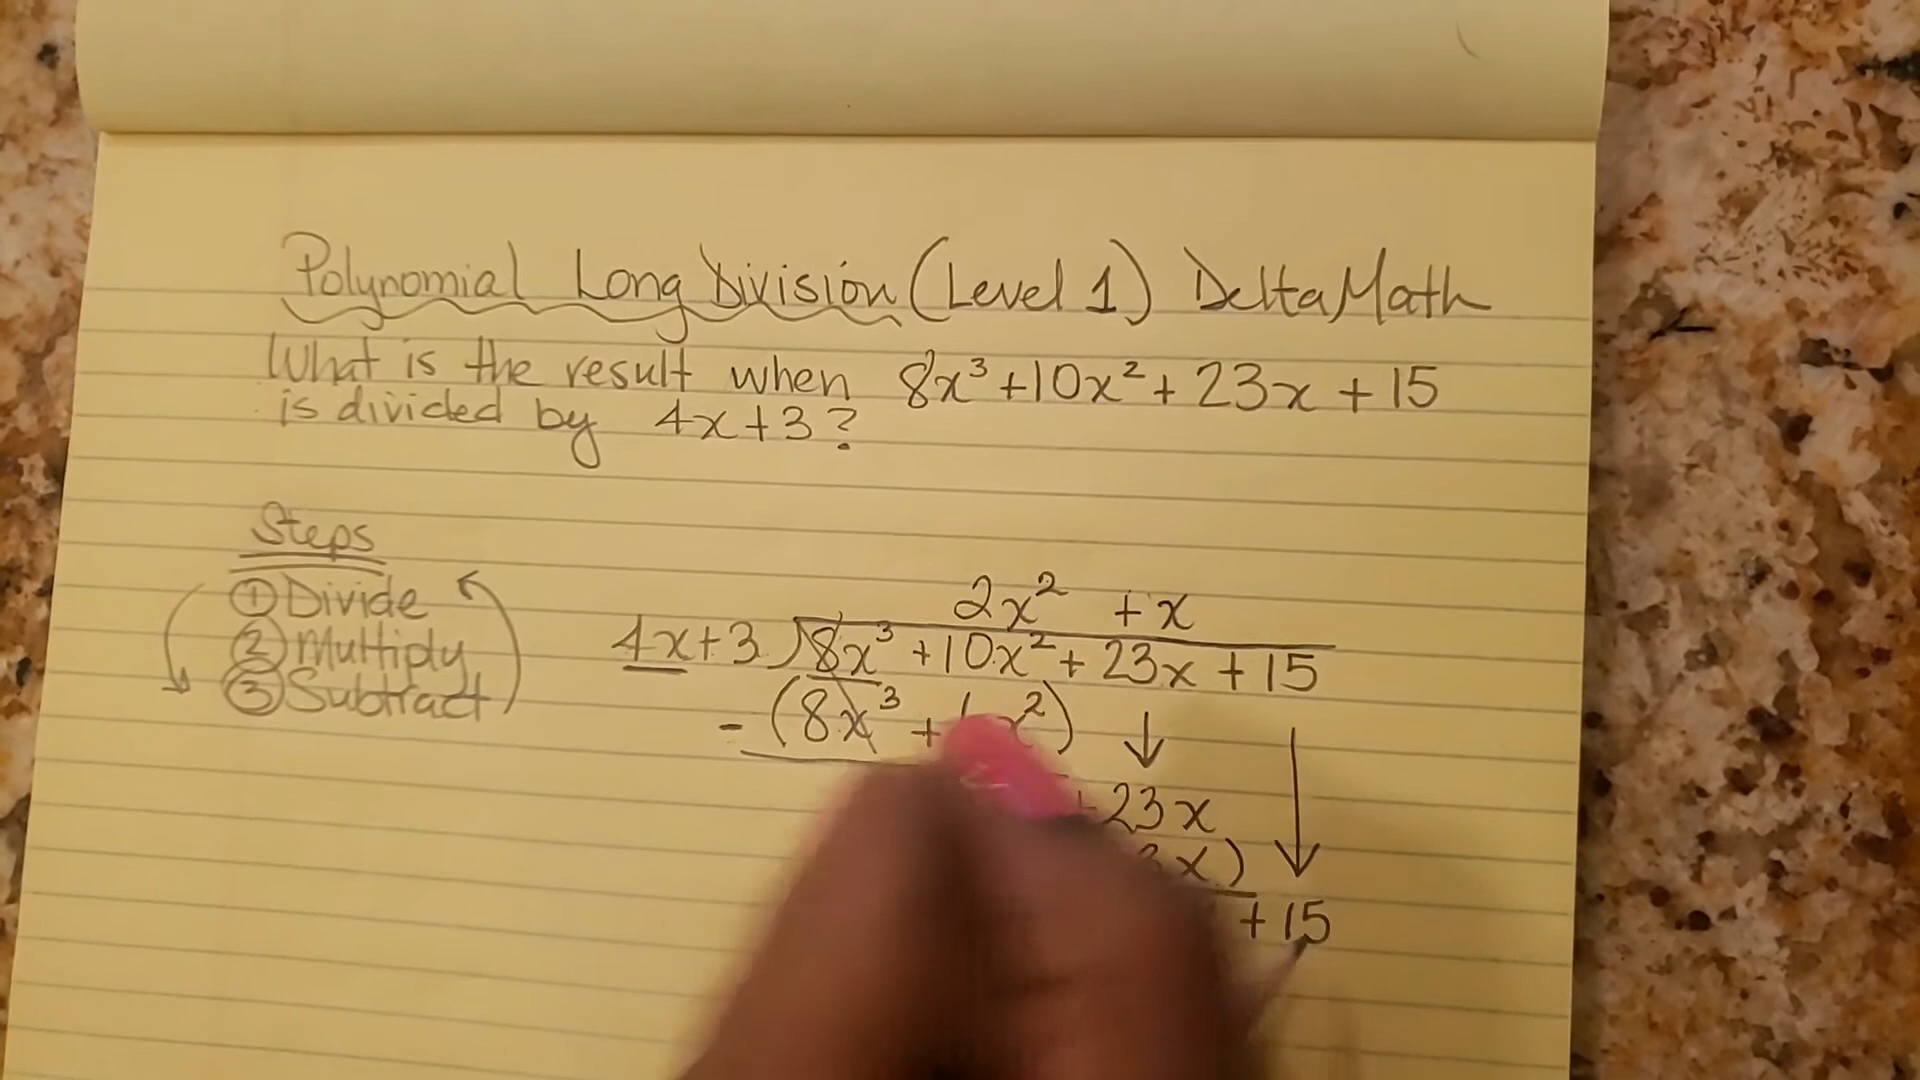 Polynomial Long Division (Level 1) DeltaMath
What is the result when 8x³ + 10x² + 23x + 15
is divided by 4x + 3?
Steps
① Divide
② Multiply
③ Subtract
2x² + x
4x + 3 ) 8x³ + 10x² + 23x + 15
- (8x³ + x²)
+ 23x
x)
+ 15